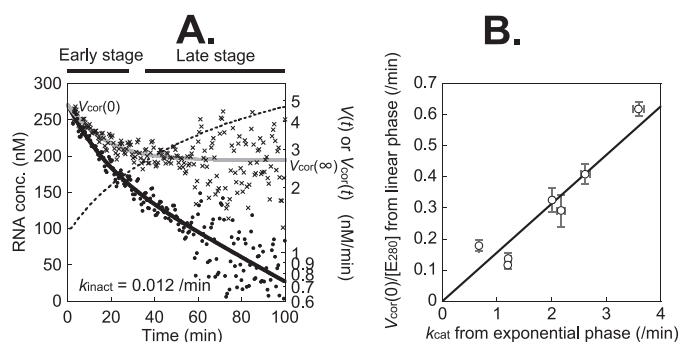 A.
B.
Early stage
Late stage
300
250
200
150
100
50
0
RNA conc. (nM)
Vcor(0)
Vcor(∞)
kinact = 0.012 /min
5
4
3
2
1
0.9
0.8
0.7
0.6
V(t) or Vcor(t) (nM/min)
0 20 40 60 80 100
Time (min)
0.7
0.6
0.5
0.4
0.3
0.2
0.1
0
Vcor(0)/[E280] from linear phase (/min)
0 1 2 3 4
kcat from exponential phase (/min)